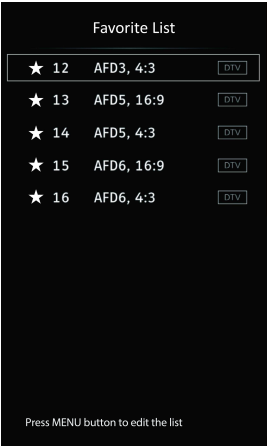 Favorite List
12 AFD3, 4:3 DTV
13 AFD5, 16:9 DTV
14 AFD5, 4:3 DTV
15 AFD6, 16:9 DTV
16 AFD6, 4:3 DTV
Press MENU button to edit the list